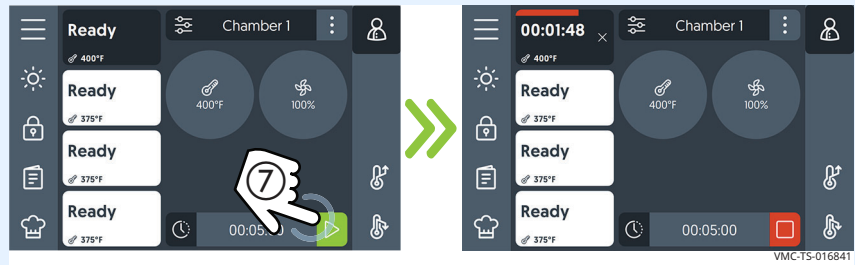 Ready
400°F
Ready
375°F
Ready
375°F
Ready
375°F
Chamber 1
400°F
100%
7
00:05:00
00:01:48 ×
400°F
Ready
375°F
Ready
375°F
Ready
375°F
Chamber 1
400°F
100%
00:05:00
VMC-TS-016841